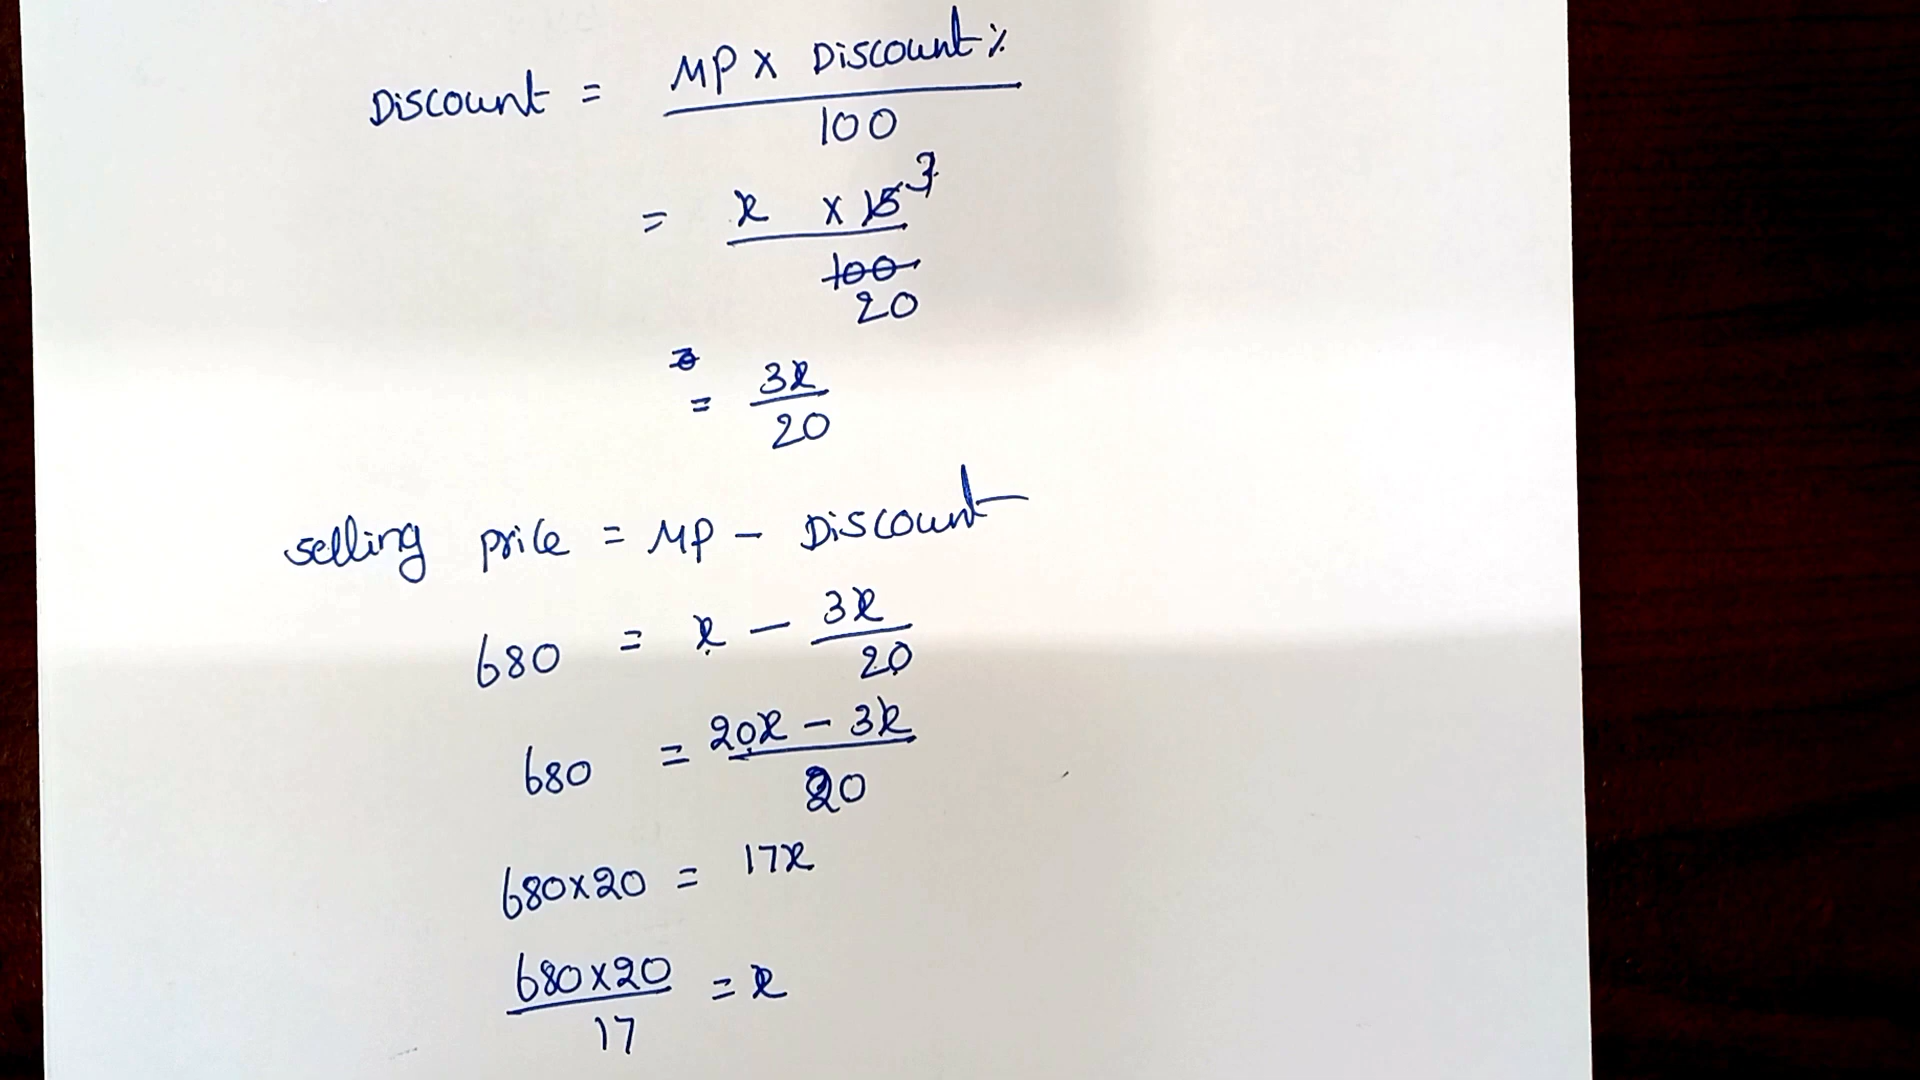 Discount = MP x Discount %
100
= x x 15 3
100
20
= 3x
20
selling price = MP - Discount
680 = x - 3x
20
680 = 20x - 3x
20
680x20 = 17x
680x20 = x
17